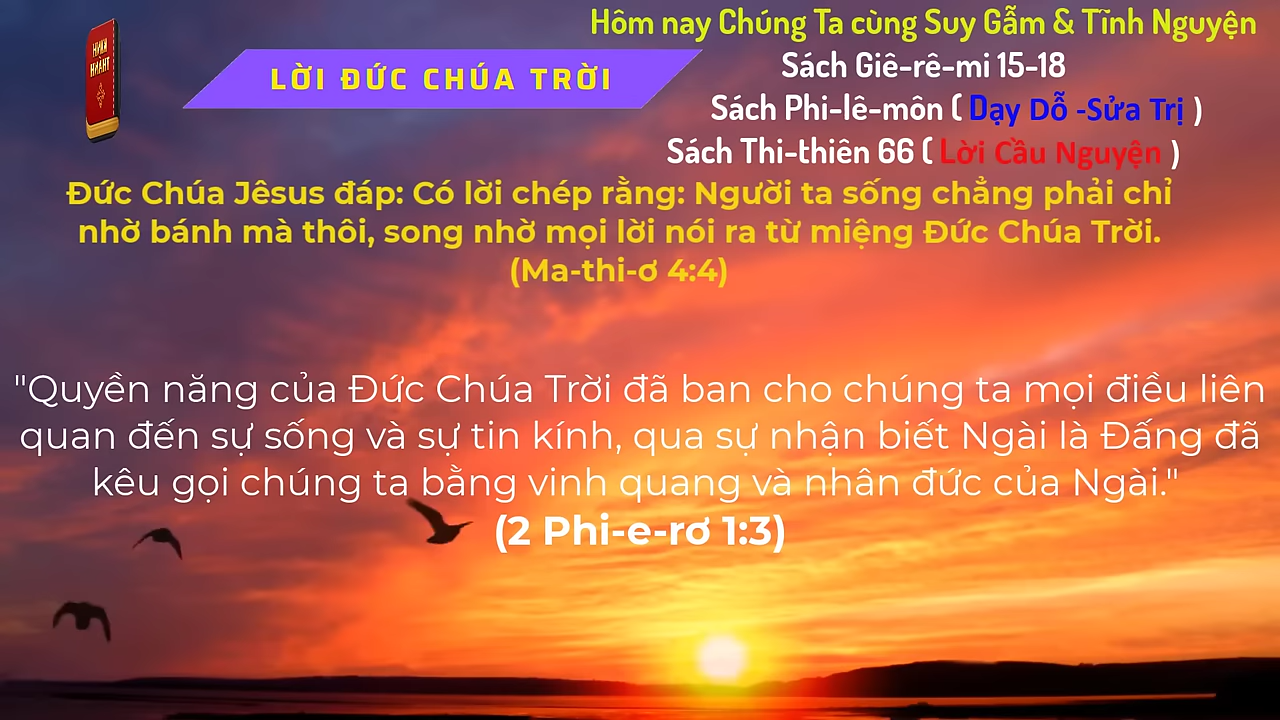 Hôm nay Chúng Ta cùng Suy Gẫm & Tĩnh Nguyện
Sách Giê-rê-mi 15-18
LỜI ĐỨC CHÚA TRỜI
Sách Phi-lê-môn ( Dạy Dỗ -Sửa Trị )
Sách Thi-thiên 66 ( Lời Cầu Nguyện )
Đức Chúa Jêsus đáp: Có lời chép rằng: Người ta sống chẳng phải chỉ
nhờ bánh mà thôi, song nhờ mọi lời nói ra từ miệng Đức Chúa Trời.
(Ma-thi-ơ 4:4)
"Quyền năng của Đức Chúa Trời đã ban cho chúng ta mọi điều liên
quan đến sự sống và sự tin kính, qua sự nhận biết Ngài là Đấng đã
kêu gọi chúng ta bằng vinh quang và nhân đức của Ngài."
(2 Phi-e-rơ 1:3)